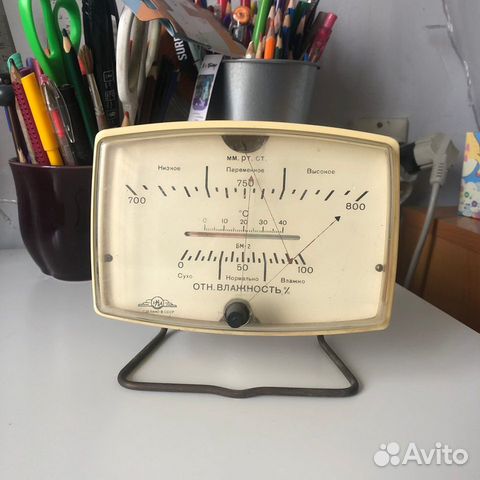 мм. рт. ст.
Низкое Переменное Высокое
700 750 800
°C
0 10 20 30 40
БМ-2
0 50 100
Сухо Нормально Влажно
ОТН. ВЛАЖНОСТЬ %
СДЕЛАНО В СССР
Avito